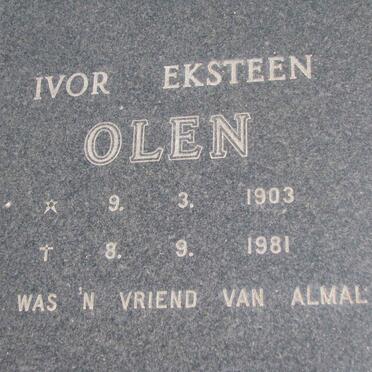 IVOR EKSTEEN
OLEN
☆ 9. 3. 1903
† 8. 9. 1981
WAS 'N VRIEND VAN ALMAL